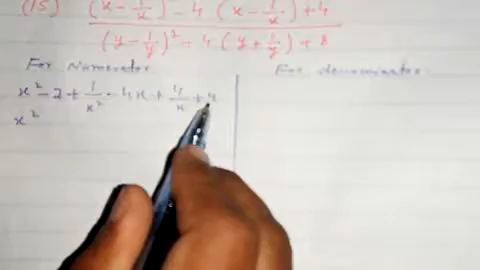 (15) (x - 1/x)² - 4 (x - 1/x) + 4
(y - 1/y)² - 4 (y + 1/y) + 8
For Numerator
For denominator
x² - 2 + 1/x² - 4x + 4/x + 4
x²